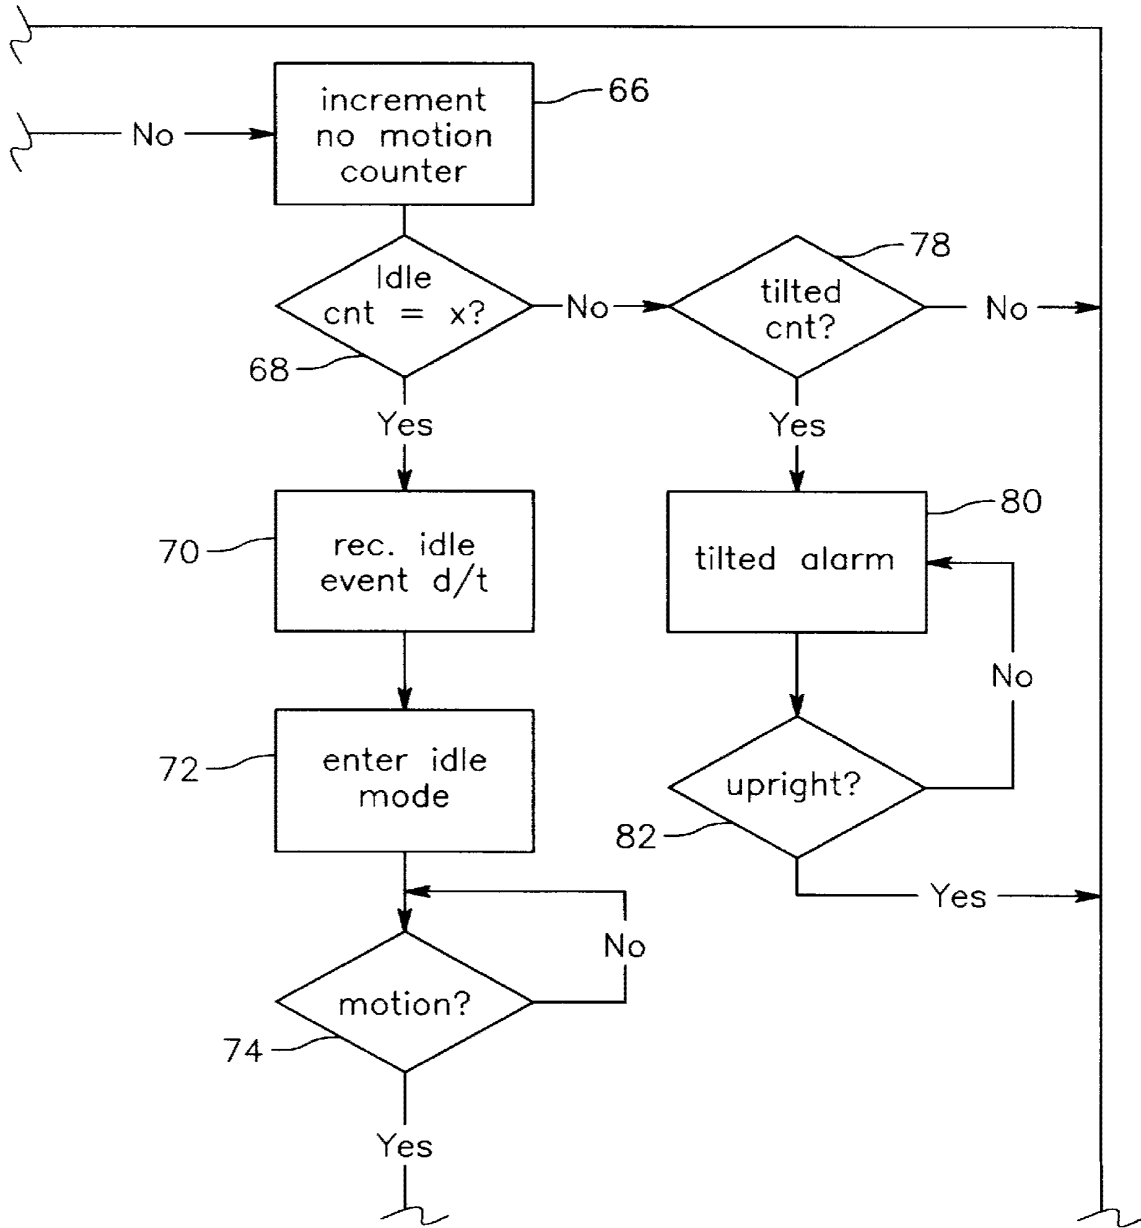 increment
no motion
counter
66
No
Idle
cnt = x?
68
No
tilted
cnt?
78
No
Yes
Yes
rec. idle
event d/t
70
tilted alarm
80
No
enter idle
mode
72
upright?
82
Yes
No
motion?
74
Yes